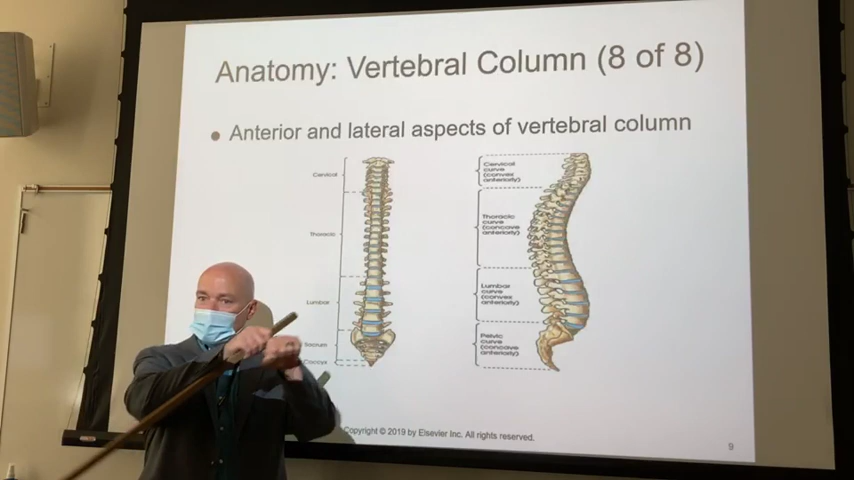 9
Anatomy: Vertebral Column (8 of 8)
Anterior and lateral aspects of vertebral column
Cervical
Thoracic
Lumbar
Sacrum
Coccyx
Cervical
curve
(convex
anteriorly)
Thoracic
curve
(concave
anteriorly)
Lumbar
curve
(convex
anteriorly)
Pelvic
curve
(concave
anteriorly)
Copyright © 2019 by Elsevier Inc. All rights reserved.
9